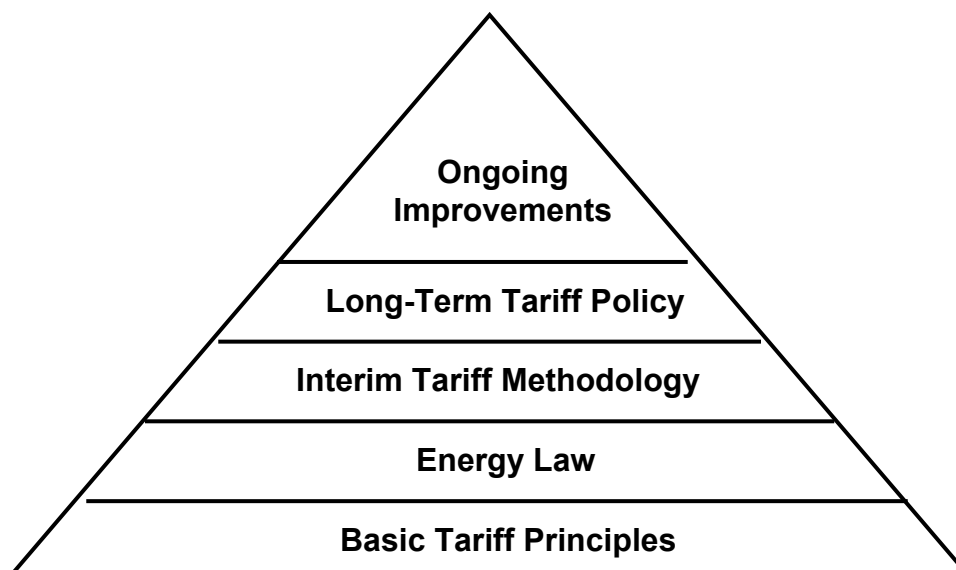 Ongoing
Improvements
Long-Term Tariff Policy
Interim Tariff Methodology
Energy Law
Basic Tariff Principles